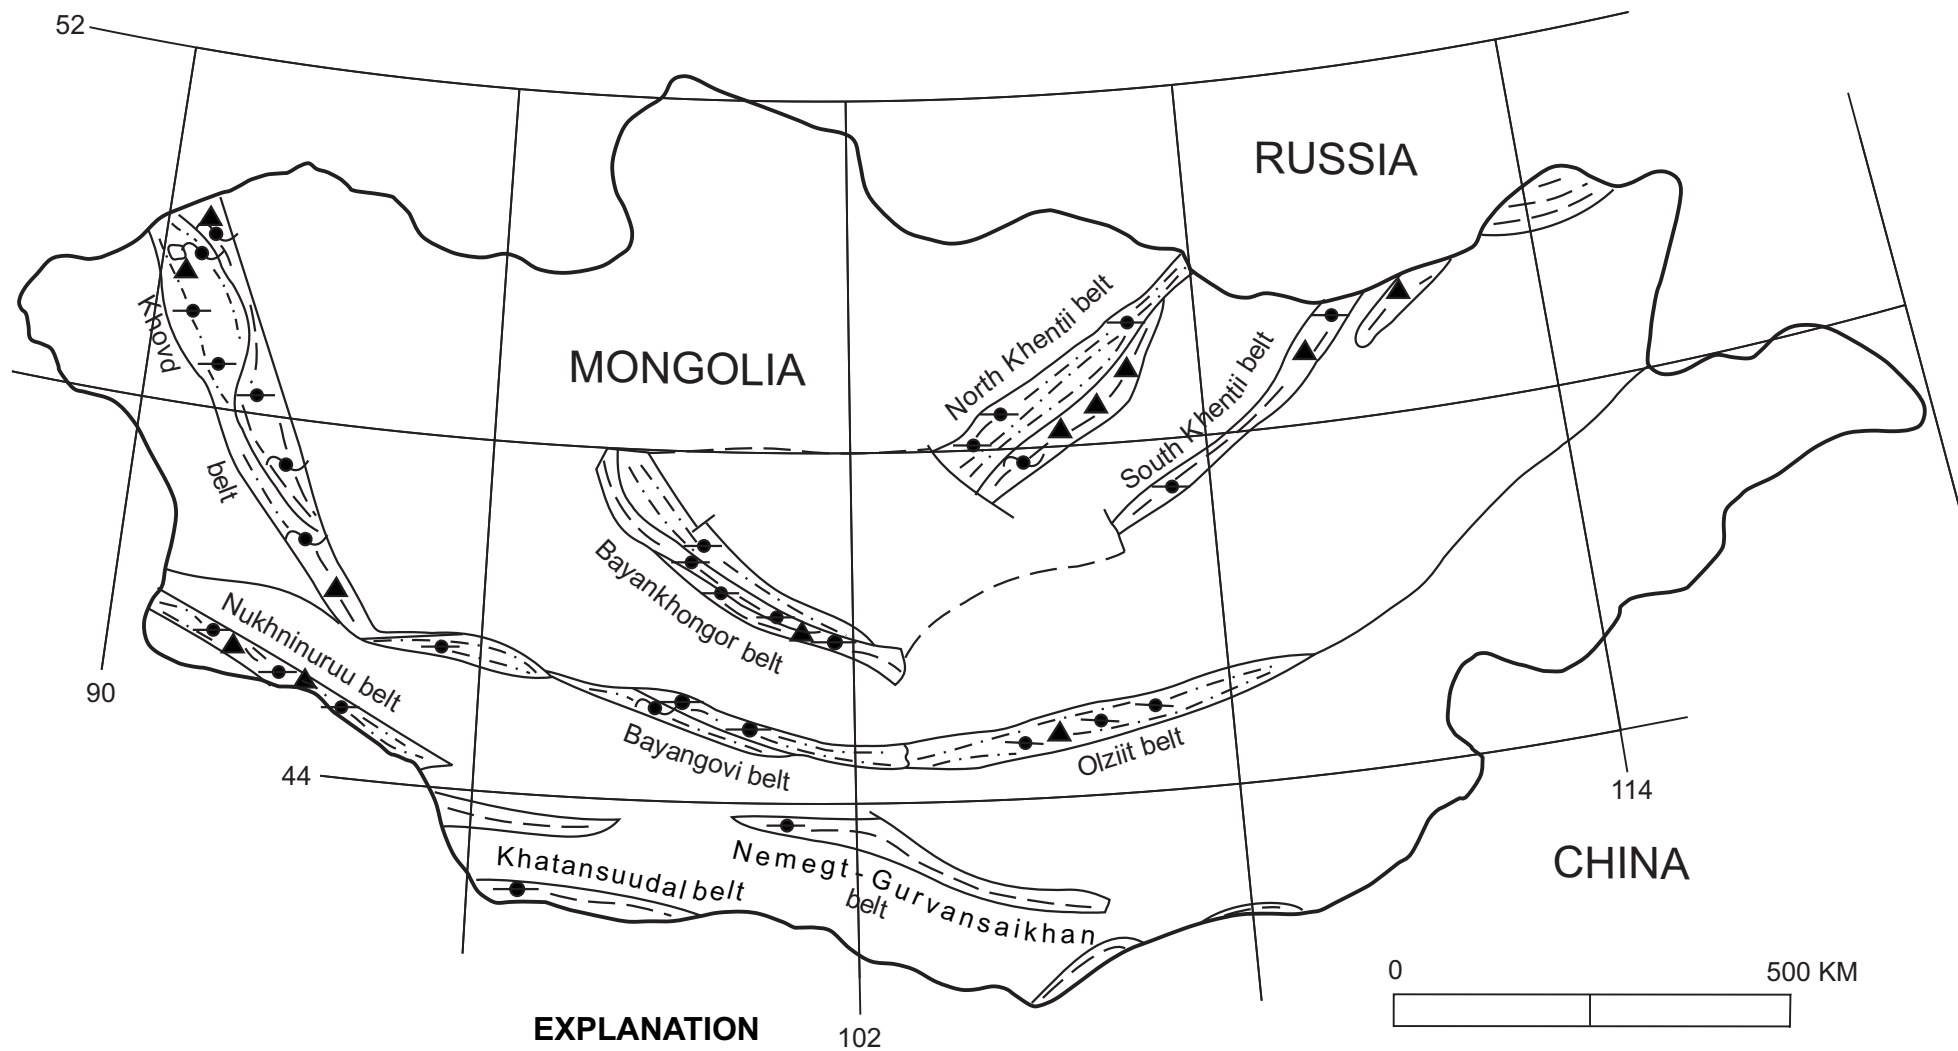 52
RUSSIA
MONGOLIA
North Khentii belt
South Khentii belt
Khovd
belt
Bayankhongor belt
Nukhninuruu belt
90
Bayangovi belt
Olziit belt
44
114
Khatansuudal belt
Nemegt - Gurvansaikhan
belt
CHINA
0
500 KM
EXPLANATION
102